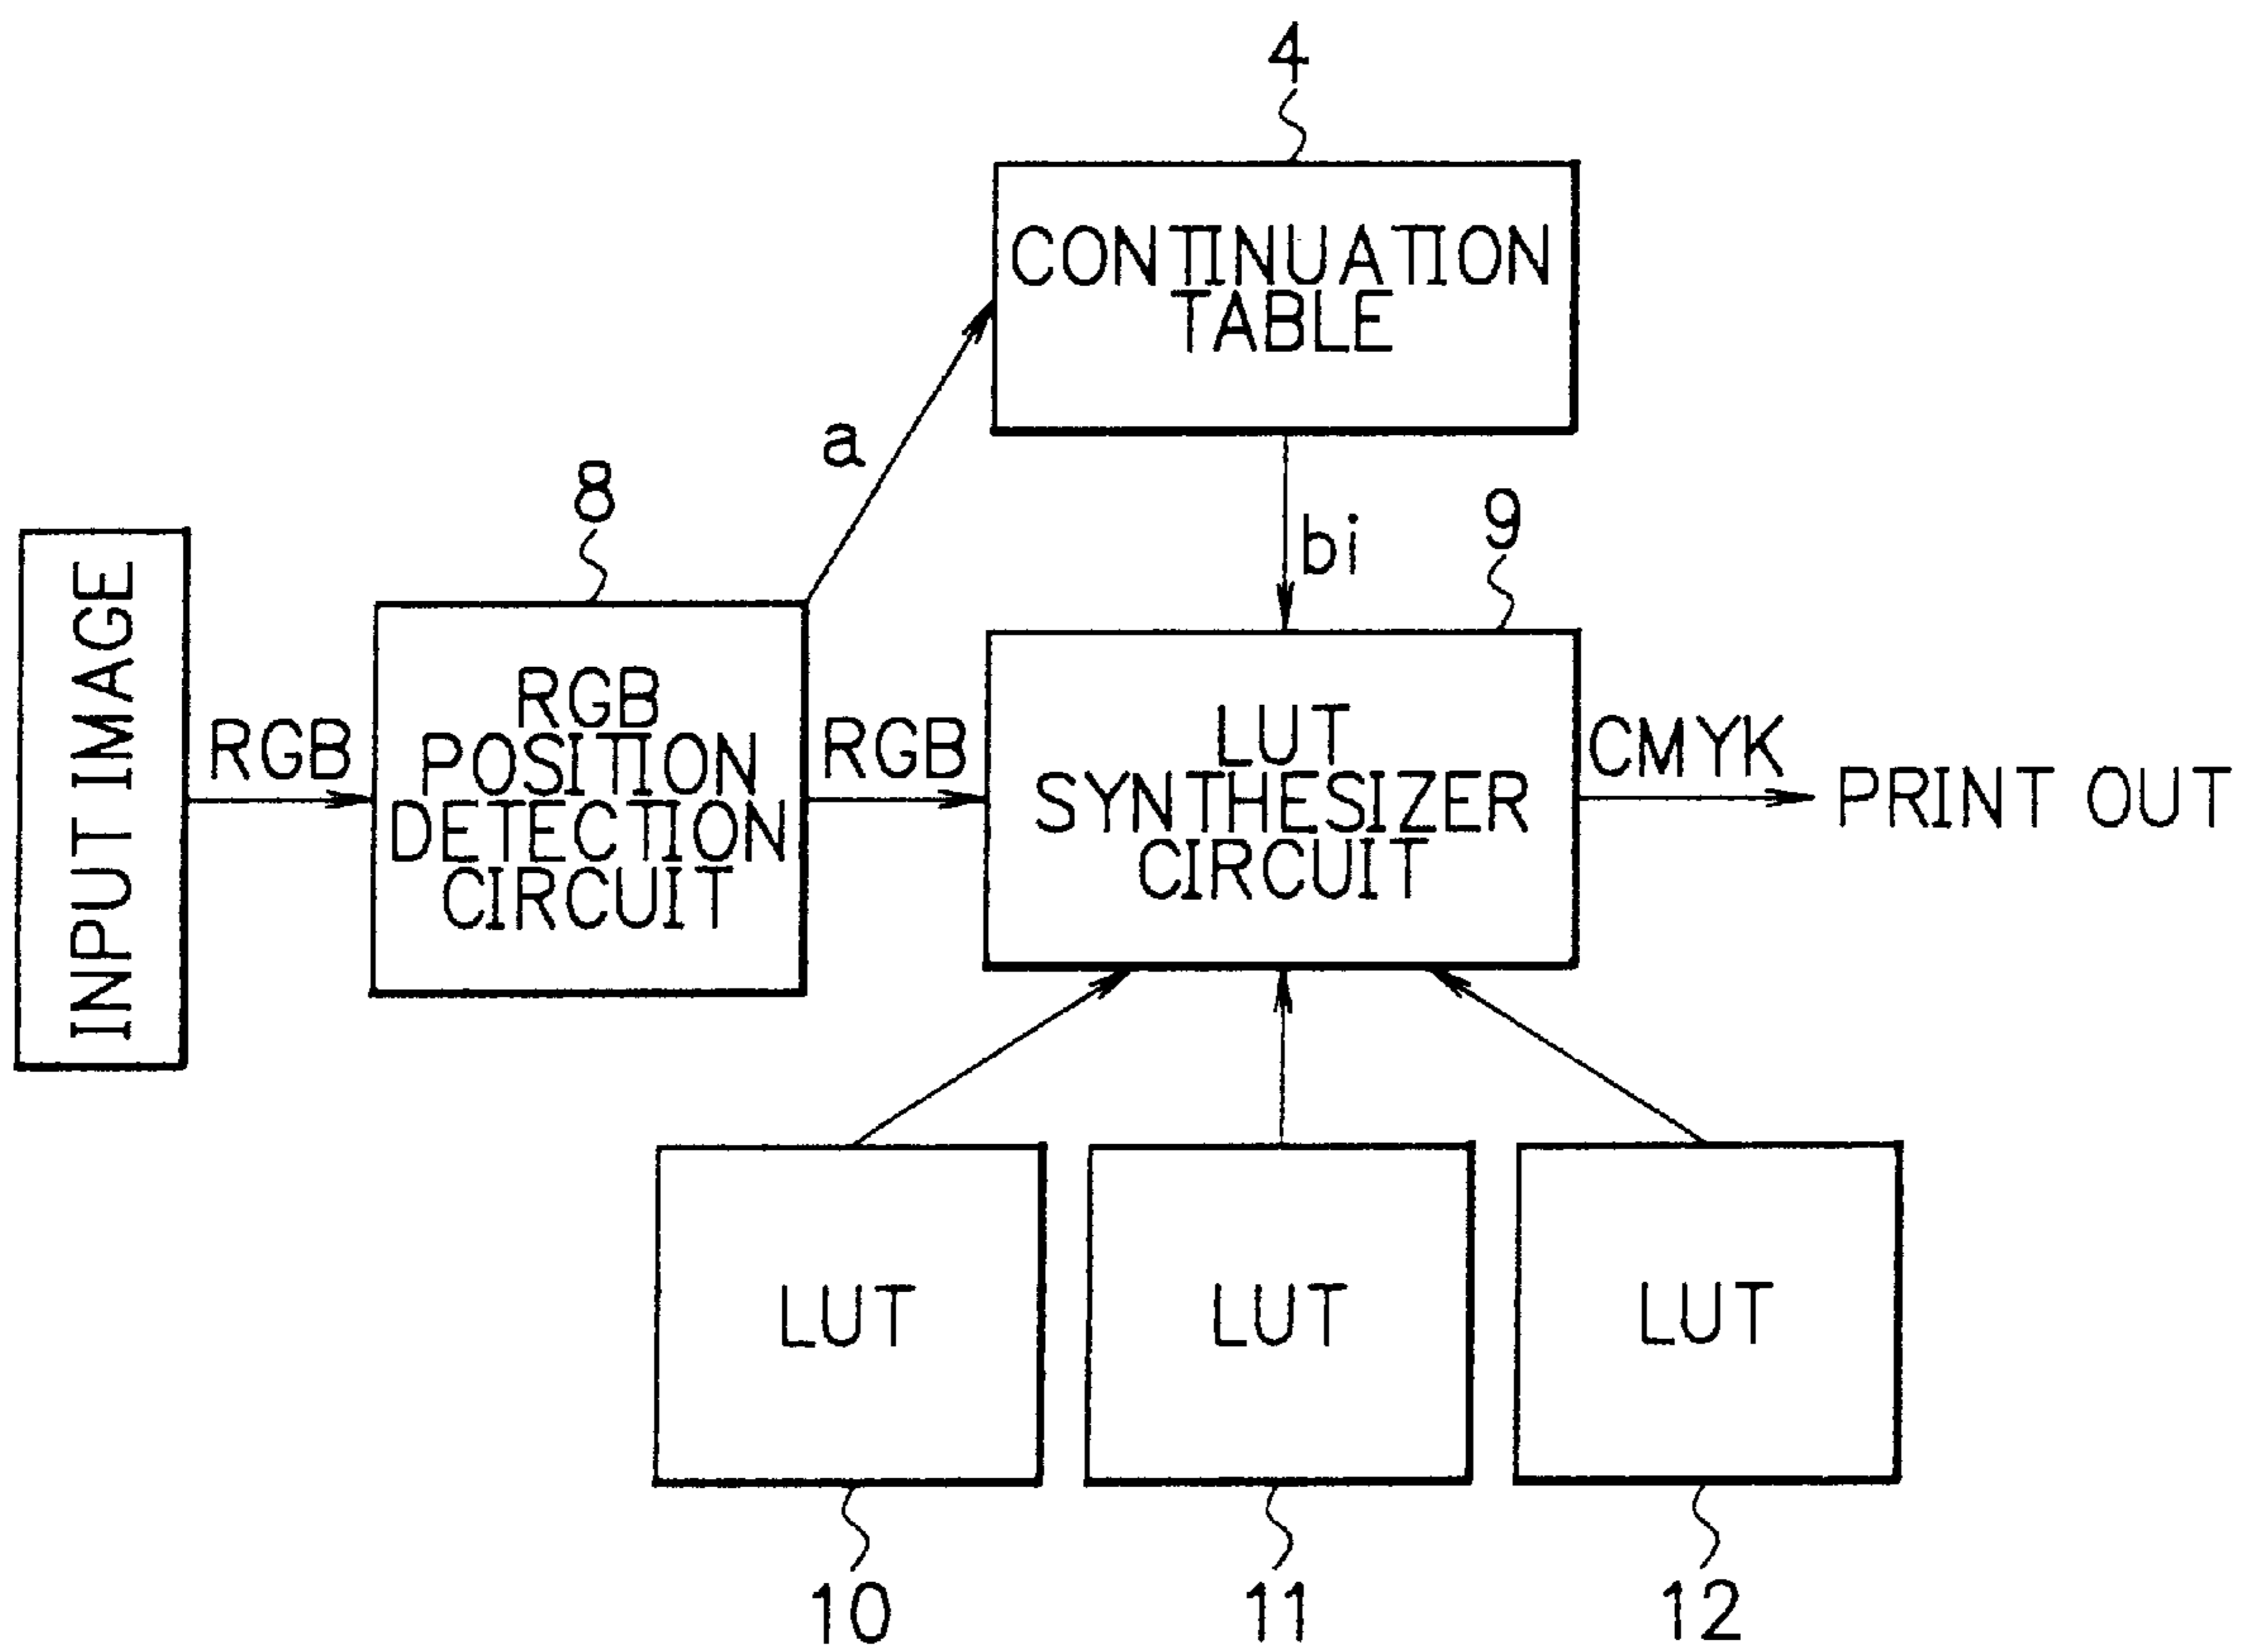 4
CONTINUATION
TABLE
a
bi
8
9
INPUT IMAGE
RGB
RGB
POSITION
DETECTION
CIRCUIT
RGB
LUT
SYNTHESIZER
CIRCUIT
CMYK
PRINT OUT
LUT
LUT
LUT
10
11
12